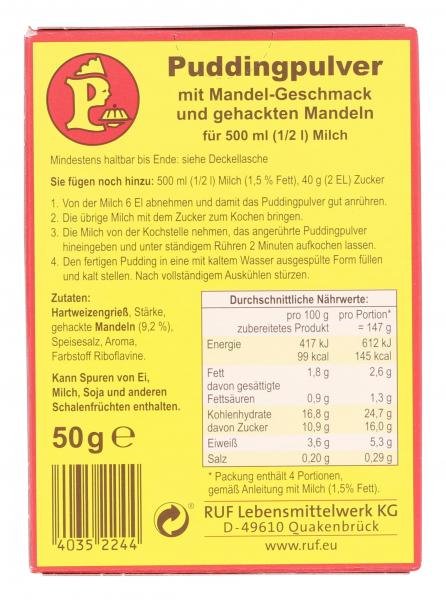 P
Puddingpulver
mit Mandel-Geschmack
und gehackten Mandeln
für 500 ml (1/2 l) Milch
Mindestens haltbar bis Ende: siehe Deckellasche
Sie fügen noch hinzu: 500 ml (1/2 l) Milch (1,5 % Fett), 40 g (2 EL) Zucker
1. Von der Milch 6 El abnehmen und damit das Puddingpulver gut anrühren.
2. Die übrige Milch mit dem Zucker zum Kochen bringen.
3. Die Milch von der Kochstelle nehmen, das angerührte Puddingpulver
hineingeben und unter ständigem Rühren 2 Minuten aufkochen lassen.
4. Den fertigen Pudding in eine mit kaltem Wasser ausgespülte Form füllen
und kalt stellen. Nach vollständigem Auskühlen stürzen.
Zutaten:
Hartweizengrieß, Stärke,
gehackte Mandeln (9,2 %),
Speisesalz, Aroma,
Farbstoff Riboflavine.
Kann Spuren von Ei,
Milch, Soja und anderen
Schalenfrüchten enthalten.
50 g e
4035 2244
Durchschnittliche Nährwerte:
pro 100 g pro Portion*
zubereitetes Produkt = 147 g
Energie 417 kJ 612 kJ
99 kcal 145 kcal
Fett 1,8 g 2,6 g
davon gesättigte
Fettsäuren 0,9 g 1,3 g
Kohlenhydrate 16,8 g 24,7 g
davon Zucker 10,9 g 16,0 g
Eiweiß 3,6 g 5,3 g
Salz 0,20 g 0,29 g
* Packung enthält 4 Portionen,
gemäß Anleitung mit Milch (1,5% Fett).
RUF Lebensmittelwerk KG
D-49610 Quakenbrück
www.ruf.eu